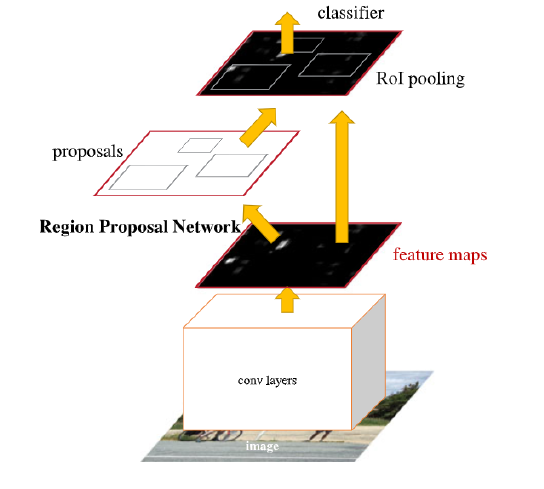 classifier
RoI pooling
proposals
Region Proposal Network
feature maps
conv layers
image